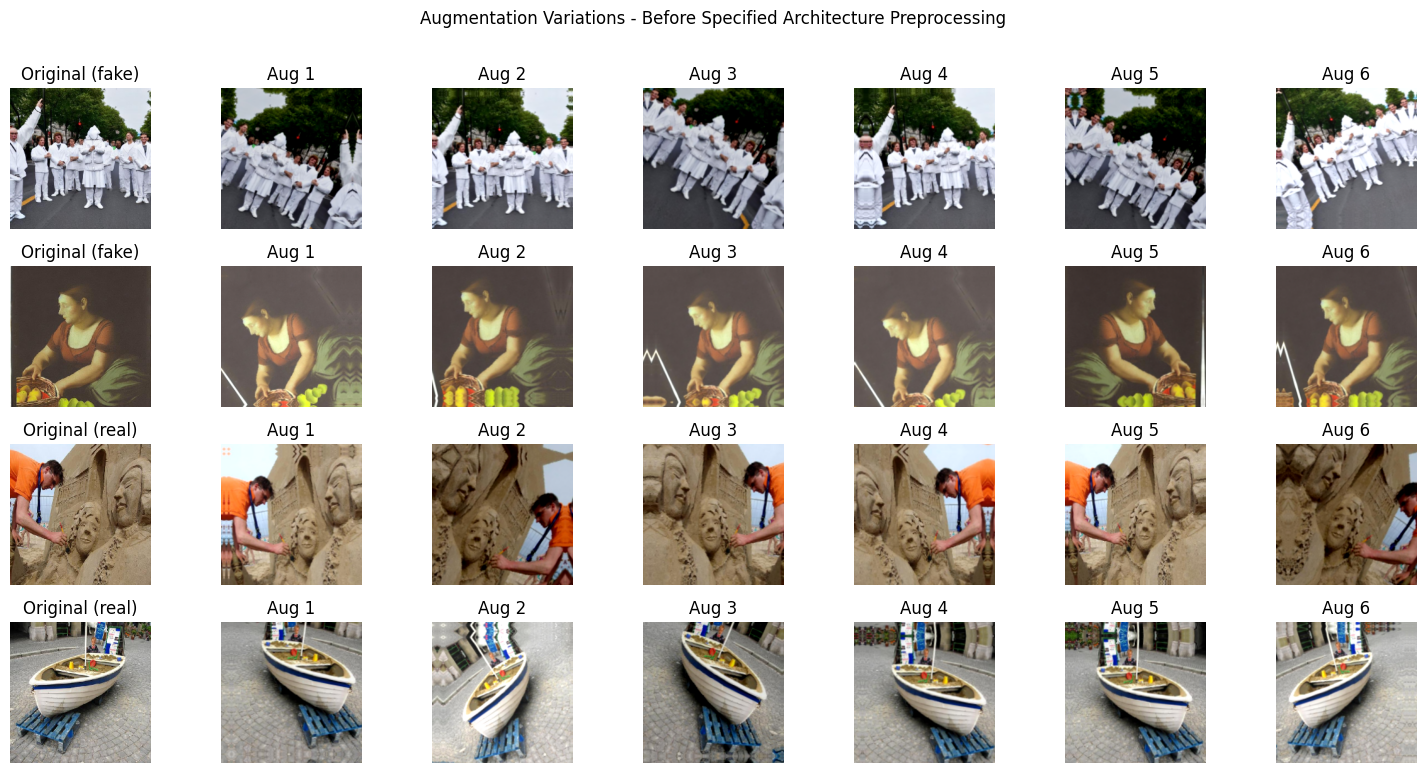 Augmentation Variations - Before Specified Architecture Preprocessing
Original (fake) Aug 1 Aug 2 Aug 3 Aug 4 Aug 5 Aug 6
Original (fake) Aug 1 Aug 2 Aug 3 Aug 4 Aug 5 Aug 6
Original (real) Aug 1 Aug 2 Aug 3 Aug 4 Aug 5 Aug 6
Original (real) Aug 1 Aug 2 Aug 3 Aug 4 Aug 5 Aug 6